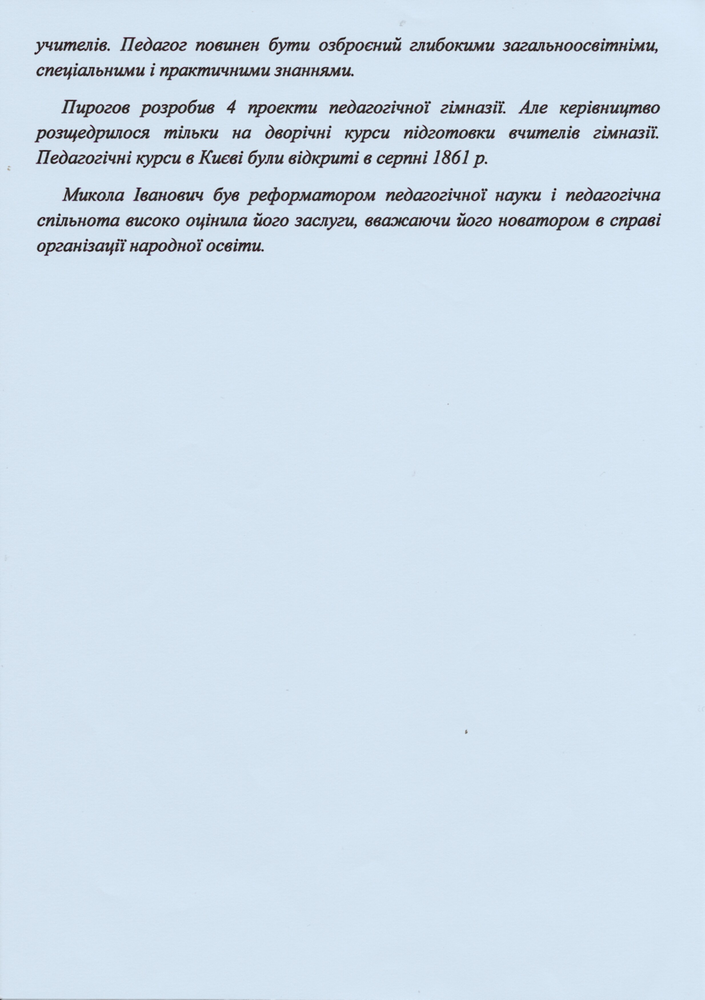 учителів. Педагог повинен бути озброєний глибокими загальноосвітніми,
спеціальними і практичними знаннями.
Пирогов розробив 4 проекти педагогічної гімназії. Але керівництво
розщедрилося тільки на дворічні курси підготовки вчителів гімназії.
Педагогічні курси в Києві були відкриті в серпні 1861 р.
Микола Іванович був реформатором педагогічної науки і педагогічна
спільнота високо оцінила його заслуги, вважаючи його новатором в справі
організації народної освіти.